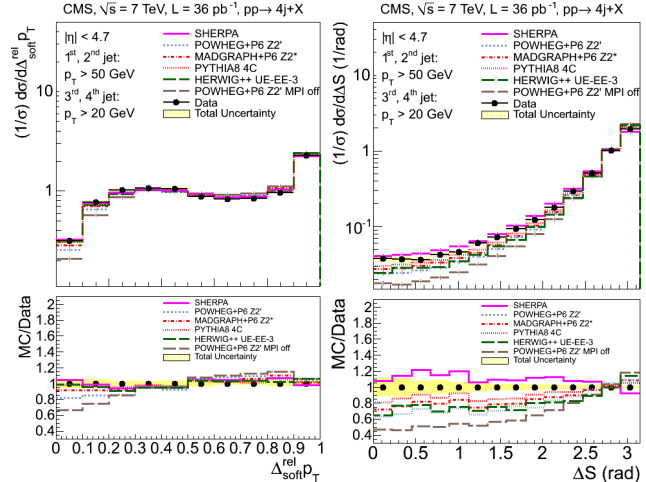 CMS, √s = 7 TeV, L = 36 pb⁻¹, pp→ 4j+X
(1/σ) dσ/dΔ^rel_soft p_T
|η| < 4.7
1st, 2nd jet:
p_T > 50 GeV
3rd, 4th jet:
p_T > 20 GeV
SHERPA
POWHEG+P6 Z2'
MADGRAPH+P6 Z2*
PYTHIA8 4C
HERWIG++ UE-EE-3
POWHEG+P6 Z2' MPI off
Data
Total Uncertainty
10
1
MC/Data
2
1.8
1.6
1.4
1.2
1
0.8
0.6
0.4
SHERPA
POWHEG+P6 Z2'
MADGRAPH+P6 Z2*
PYTHIA8 4C
HERWIG++ UE-EE-3
POWHEG+P6 Z2' MPI off
Total Uncertainty
0 0.1 0.2 0.3 0.4 0.5 0.6 0.7 0.8 0.9 1
Δ^rel_soft p_T
CMS, √s = 7 TeV, L = 36 pb⁻¹, pp→ 4j+X
(1/σ) dσ/dΔS (1/rad)
|η| < 4.7
1st, 2nd jet:
p_T > 50 GeV
3rd, 4th jet:
p_T > 20 GeV
SHERPA
POWHEG+P6 Z2'
MADGRAPH+P6 Z2*
PYTHIA8 4C
HERWIG++ UE-EE-3
POWHEG+P6 Z2' MPI off
Data
Total Uncertainty
10
1
10⁻¹
MC/Data
2
1.8
1.6
1.4
1.2
1
0.8
0.6
0.4
SHERPA
POWHEG+P6 Z2'
MADGRAPH+P6 Z2*
PYTHIA8 4C
HERWIG++ UE-EE-3
POWHEG+P6 Z2' MPI off
Total Uncertainty
0 0.5 1 1.5 2 2.5 3
ΔS (rad)